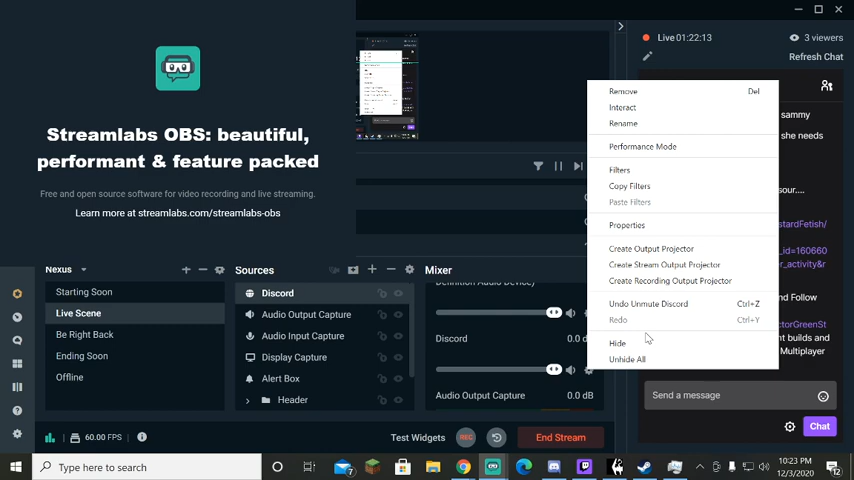 Streamlabs OBS: beautiful,
performant & feature packed
Free and open source software for video recording and live streaming.
Learn more at streamlabs.com/streamlabs-obs
Live 01:22:13
3 viewers
Refresh Chat
sammy
she needs
sour....
stardFetish/
_id=160660
r_activity&r
nd Follow
ctorGreenSt
nt builds and
Multiplayer
Remove Del
Interact
Rename
Performance Mode
Filters
Copy Filters
Paste Filters
Properties
Create Output Projector
Create Stream Output Projector
Create Recording Output Projector
Undo Unmute Discord Ctrl+Z
Redo Ctrl+Y
Hide
Unhide All
Nexus
Starting Soon
Live Scene
Be Right Back
Ending Soon
Offline
Sources
Discord
Audio Output Capture
Audio Input Capture
Display Capture
Alert Box
Header
Mixer
Definition Audio Device)
Discord 0.0 d
Audio Output Capture 0.0 dB
Send a message
Chat
60.00 FPS
Test Widgets
REC
End Stream
Type here to search
7
10:23 PM
12/3/2020
12